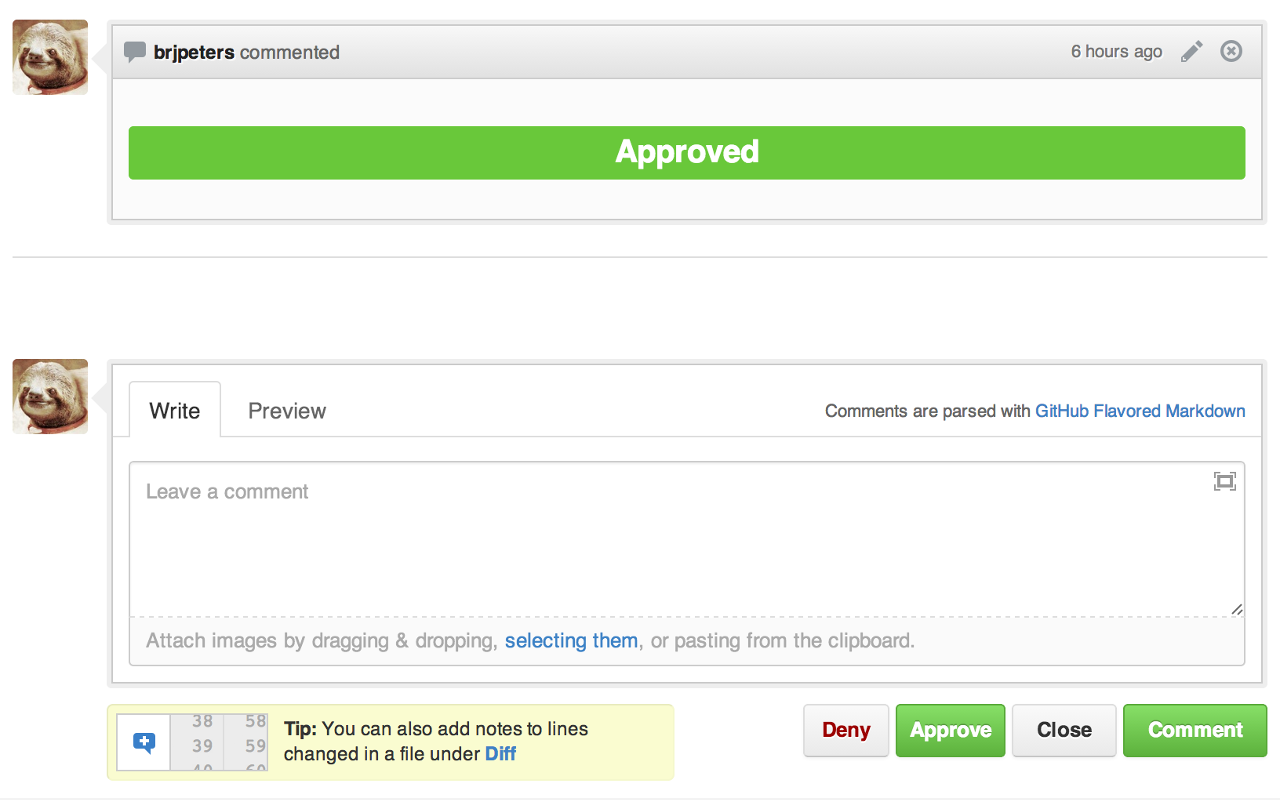 brjpeters commented 6 hours ago
Approved
Write Preview Comments are parsed with GitHub Flavored Markdown
Leave a comment
Attach images by dragging & dropping, selecting them, or pasting from the clipboard.
38 58
39 59
40 60
Tip: You can also add notes to lines
changed in a file under Diff
Deny Approve Close Comment